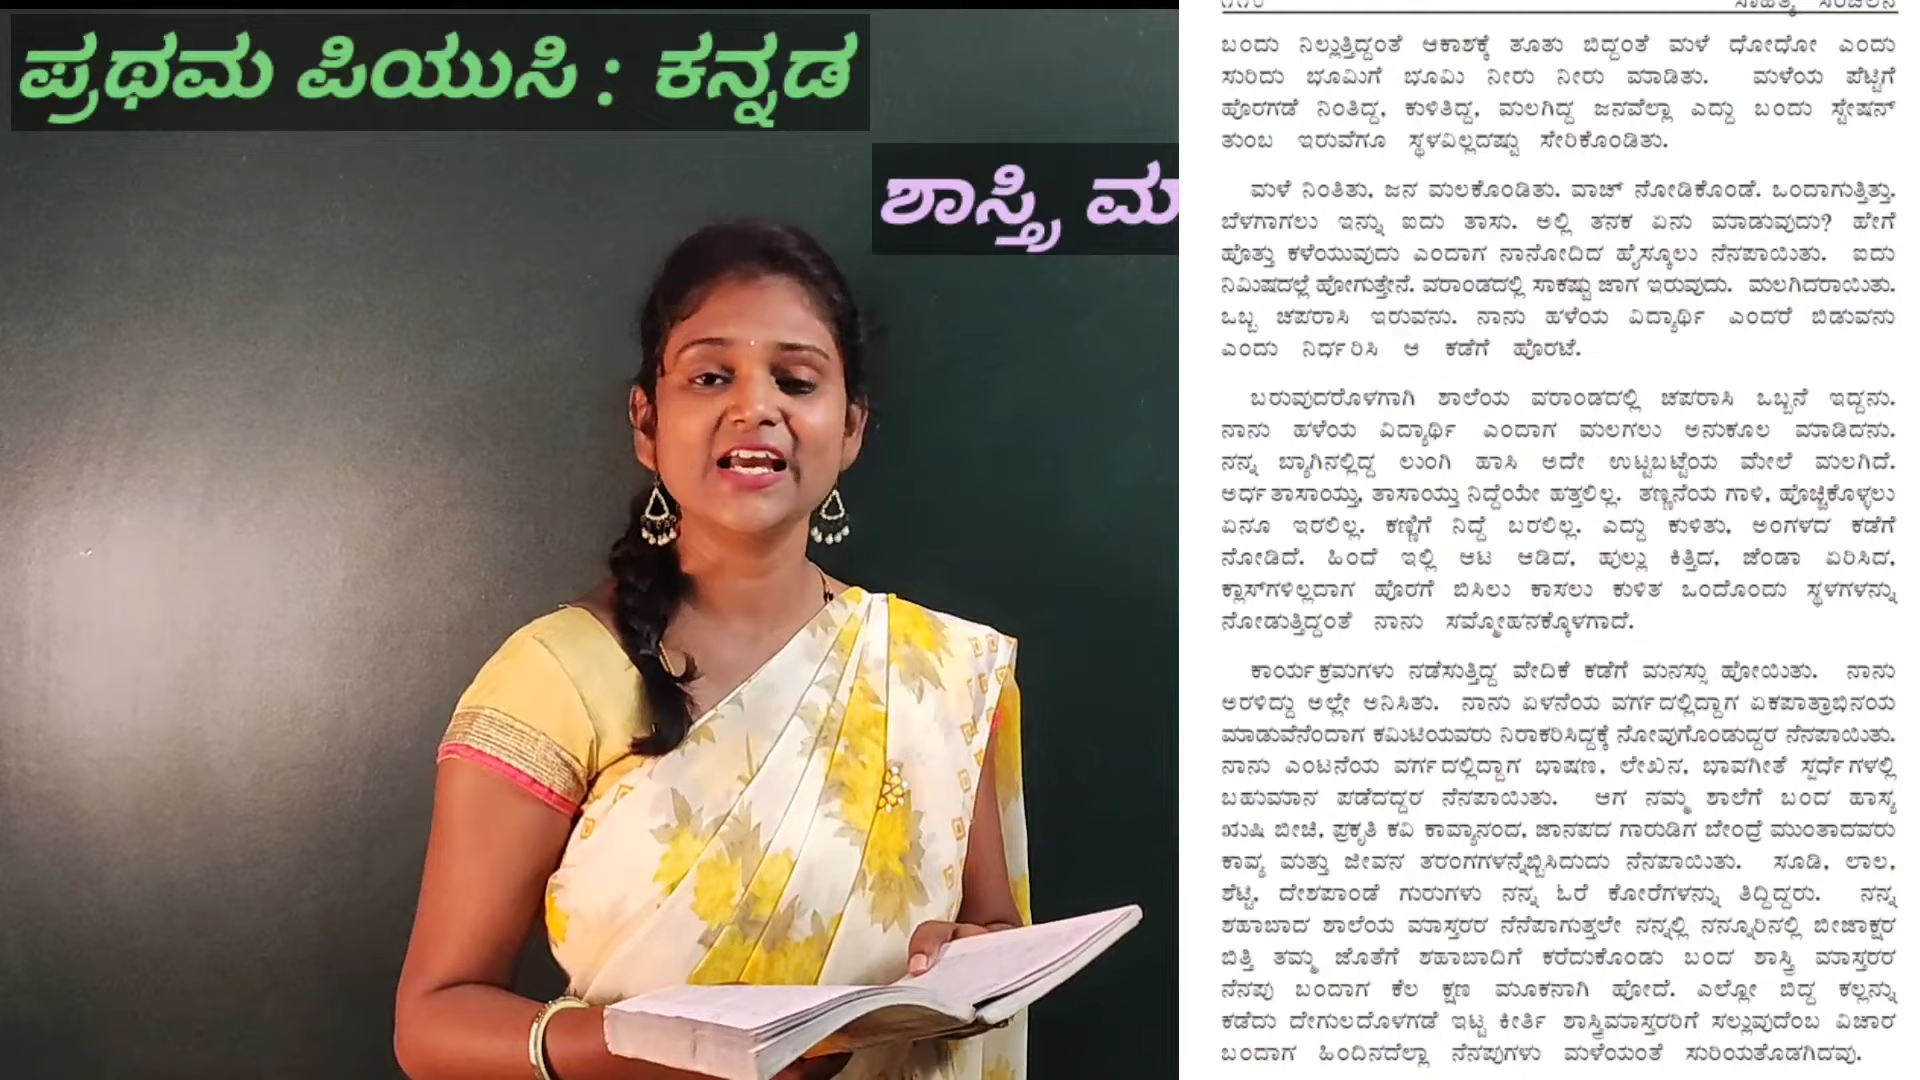 ಪ್ರಥಮ ಪಿಯುಸಿ : ಕನ್ನಡ
ಶಾಸ್ತ್ರಿ ಮಾ
೧೧೦ ಸಾಹಿತ್ಯ ಸಂಚಲನ
ಬಂದು ನಿಲ್ಲುತ್ತಿದ್ದಂತೆ ಆಕಾಶಕ್ಕೆ ತೂತು ಬಿದ್ದಂತೆ ಮಳೆ ಧೋಧೋ ಎಂದು
ಸುರಿದು ಭೂಮಿಗೆ ಭೂಮಿ ನೀರು ನೀರು ಮಾಡಿತು. ಮಳೆಯ ಪೆಟ್ಟಿಗೆ
ಹೊರಗಡೆ ನಿಂತಿದ್ದ, ಕುಳಿತಿದ್ದ, ಮಲಗಿದ್ದ ಜನವೆಲ್ಲಾ ಎದ್ದು ಬಂದು ಸ್ಟೇಷನ್
ತುಂಬ ಇರುವೆಗೂ ಸ್ಥಳವಿಲ್ಲದಷ್ಟು ಸೇರಿಕೊಂಡಿತು.
ಮಳೆ ನಿಂತಿತು, ಜನ ಮಲಕೊಂಡಿತು. ವಾಚ್ ನೋಡಿಕೊಂಡೆ. ಒಂದಾಗುತ್ತಿತ್ತು.
ಬೆಳಗಾಗಲು ಇನ್ನು ಐದು ತಾಸು. ಅಲ್ಲಿ ತನಕ ಏನು ಮಾಡುವುದು? ಹೇಗೆ
ಹೊತ್ತು ಕಳೆಯುವುದು ಎಂದಾಗ ನಾನೋದಿದ ಹೈಸ್ಕೂಲು ನೆನಪಾಯಿತು. ಐದು
ನಿಮಿಷದಲ್ಲೆ ಹೋಗುತ್ತೇನೆ. ವರಾಂಡದಲ್ಲಿ ಸಾಕಷ್ಟು ಜಾಗ ಇರುವುದು. ಮಲಗಿದರಾಯಿತು.
ಒಬ್ಬ ಚಪರಾಸಿ ಇರುವನು. ನಾನು ಹಳೆಯ ವಿದ್ಯಾರ್ಥಿ ಎಂದರೆ ಬಿಡುವನು
ಎಂದು ನಿರ್ಧರಿಸಿ ಆ ಕಡೆಗೆ ಹೊರಟೆ.
ಬರುವುದರೊಳಗಾಗಿ ಶಾಲೆಯ ವರಾಂಡದಲ್ಲಿ ಚಪರಾಸಿ ಒಬ್ಬನೆ ಇದ್ದನು.
ನಾನು ಹಳೆಯ ವಿದ್ಯಾರ್ಥಿ ಎಂದಾಗ ಮಲಗಲು ಅನುಕೂಲ ಮಾಡಿದನು.
ನನ್ನ ಬ್ಯಾಗಿನಲ್ಲಿದ್ದ ಲುಂಗಿ ಹಾಸಿ ಅದೇ ಉಟ್ಟಬಟ್ಟೆಯ ಮೇಲೆ ಮಲಗಿದೆ.
ಅರ್ಧತಾಸಾಯ್ತು, ತಾಸಾಯ್ತು ನಿದ್ದೆಯೇ ಹತ್ತಲಿಲ್ಲ. ತಣ್ಣನೆಯ ಗಾಳಿ, ಹೊಚ್ಚಿಕೊಳ್ಳಲು
ಏನೂ ಇರಲಿಲ್ಲ. ಕಣ್ಣಿಗೆ ನಿದ್ದೆ ಬರಲಿಲ್ಲ. ಎದ್ದು ಕುಳಿತು, ಅಂಗಳದ ಕಡೆಗೆ
ನೋಡಿದೆ. ಹಿಂದೆ ಇಲ್ಲಿ ಆಟ ಆಡಿದ, ಹುಲ್ಲು ಕಿತ್ತಿದ, ಜೆಂಡಾ ಏರಿಸಿದ,
ಕ್ಲಾಸ್‌ಗಳಿಲ್ಲದಾಗ ಹೊರಗೆ ಬಿಸಿಲು ಕಾಸಲು ಕುಳಿತ ಒಂದೊಂದು ಸ್ಥಳಗಳನ್ನು
ನೋಡುತ್ತಿದ್ದಂತೆ ನಾನು ಸಮ್ಮೋಹನಕ್ಕೊಳಗಾದೆ.
ಕಾರ್ಯಕ್ರಮಗಳು ನಡೆಸುತ್ತಿದ್ದ ವೇದಿಕೆ ಕಡೆಗೆ ಮನಸ್ಸು ಹೋಯಿತು. ನಾನು
ಅರಳಿದ್ದು ಅಲ್ಲೇ ಅನಿಸಿತು. ನಾನು ಏಳನೆಯ ವರ್ಗದಲ್ಲಿದ್ದಾಗ ಏಕಪಾತ್ರಾಭಿನಯ
ಮಾಡುವೆನೆಂದಾಗ ಕಮಿಟಿಯವರು ನಿರಾಕರಿಸಿದ್ದಕ್ಕೆ ನೋವುಗೊಂಡುದ್ದರ ನೆನಪಾಯಿತು.
ನಾನು ಎಂಟನೆಯ ವರ್ಗದಲ್ಲಿದ್ದಾಗ ಭಾಷಣ, ಲೇಖನ, ಭಾವಗೀತೆ ಸ್ಪರ್ಧೆಗಳಲ್ಲಿ
ಬಹುಮಾನ ಪಡೆದದ್ದರ ನೆನಪಾಯಿತು. ಆಗ ನಮ್ಮ ಶಾಲೆಗೆ ಬಂದ ಹಾಸ್ಯ
ಋಷಿ ಬೀಚಿ, ಪ್ರಕೃತಿ ಕವಿ ಕಾವ್ಯಾನಂದ, ಜಾನಪದ ಗಾರುಡಿಗ ಬೇಂದ್ರೆ ಮುಂತಾದವರು
ಕಾವ್ಯ ಮತ್ತು ಜೀವನ ತರಂಗಗಳನ್ನೆಬ್ಬಿಸಿದುದು ನೆನಪಾಯಿತು. ಸೂಡಿ, ಲಾಲ,
ಶೆಟ್ಟಿ, ದೇಶಪಾಂಡೆ ಗುರುಗಳು ನನ್ನ ಓರೆ ಕೋರೆಗಳನ್ನು ತಿದ್ದಿದ್ದರು. ನನ್ನ
ಶಹಾಬಾದ ಶಾಲೆಯ ಮಾಸ್ತರರ ನೆನೆಪಾಗುತ್ತಲೇ ನನ್ನಲ್ಲಿ ನನ್ನೂರಿನಲ್ಲಿ ಬೀಜಾಕ್ಷರ
ಬಿತ್ತಿ ತಮ್ಮ ಜೊತೆಗೆ ಶಹಾಬಾದಿಗೆ ಕರೆದುಕೊಂಡು ಬಂದ ಶಾಸ್ತ್ರಿ ಮಾಸ್ತರರ
ನೆನಪು ಬಂದಾಗ ಕೆಲ ಕ್ಷಣ ಮೂಕನಾಗಿ ಹೋದೆ. ಎಲ್ಲೋ ಬಿದ್ದ ಕಲ್ಲನ್ನು
ಕಡೆದು ದೇಗುಲದೊಳಗಡೆ ಇಟ್ಟ ಕೀರ್ತಿ ಶಾಸ್ತ್ರಿಮಾಸ್ತರರಿಗೆ ಸಲ್ಲುವುದೆಂಬ ವಿಚಾರ
ಬಂದಾಗ ಹಿಂದಿನದೆಲ್ಲಾ ನೆನಪುಗಳು ಮಳೆಯಂತೆ ಸುರಿಯತೊಡಗಿದವು.